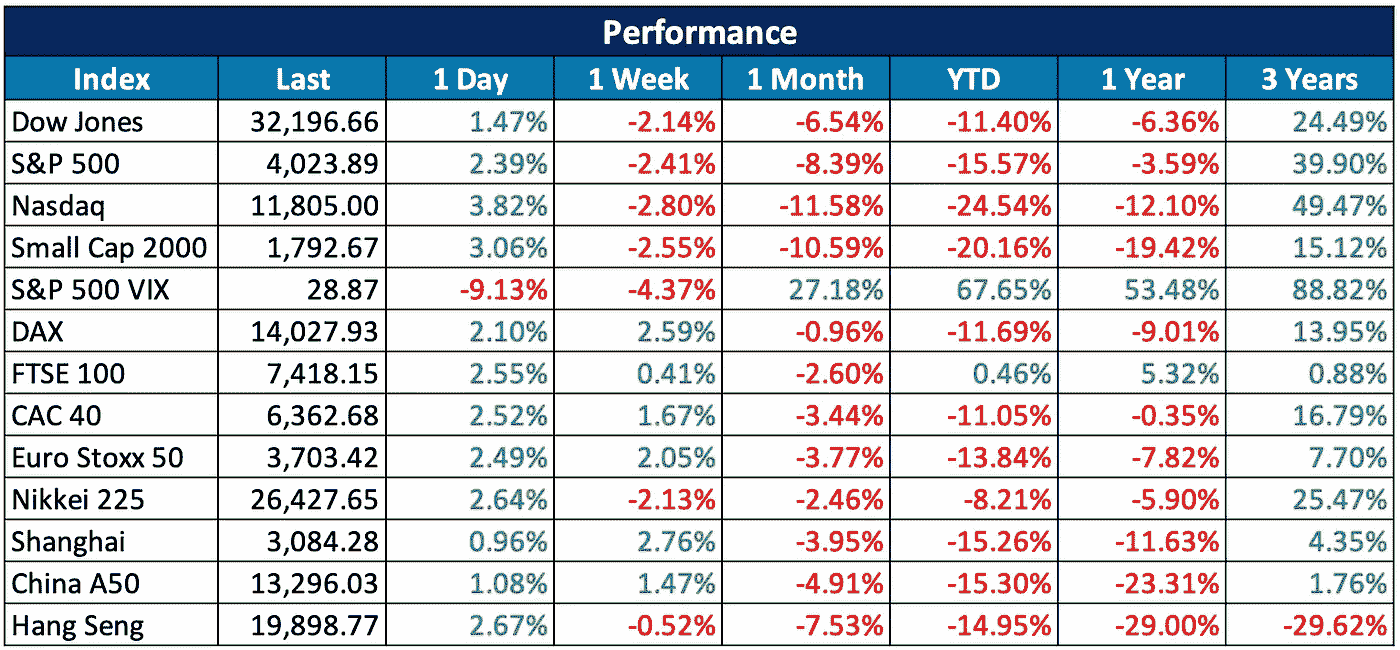 Performance
Index Last 1 Day 1 Week 1 Month YTD 1 Year 3 Years
Dow Jones 32,196.66 1.47% -2.14% -6.54% -11.40% -6.36% 24.49%
S&P 500 4,023.89 2.39% -2.41% -8.39% -15.57% -3.59% 39.90%
Nasdaq 11,805.00 3.82% -2.80% -11.58% -24.54% -12.10% 49.47%
Small Cap 2000 1,792.67 3.06% -2.55% -10.59% -20.16% -19.42% 15.12%
S&P 500 VIX 28.87 -9.13% -4.37% 27.18% 67.65% 53.48% 88.82%
DAX 14,027.93 2.10% 2.59% -0.96% -11.69% -9.01% 13.95%
FTSE 100 7,418.15 2.55% 0.41% -2.60% 0.46% 5.32% 0.88%
CAC 40 6,362.68 2.52% 1.67% -3.44% -11.05% -0.35% 16.79%
Euro Stoxx 50 3,703.42 2.49% 2.05% -3.77% -13.84% -7.82% 7.70%
Nikkei 225 26,427.65 2.64% -2.13% -2.46% -8.21% -5.90% 25.47%
Shanghai 3,084.28 0.96% 2.76% -3.95% -15.26% -11.63% 4.35%
China A50 13,296.03 1.08% 1.47% -4.91% -15.30% -23.31% 1.76%
Hang Seng 19,898.77 2.67% -0.52% -7.53% -14.95% -29.00% -29.62%